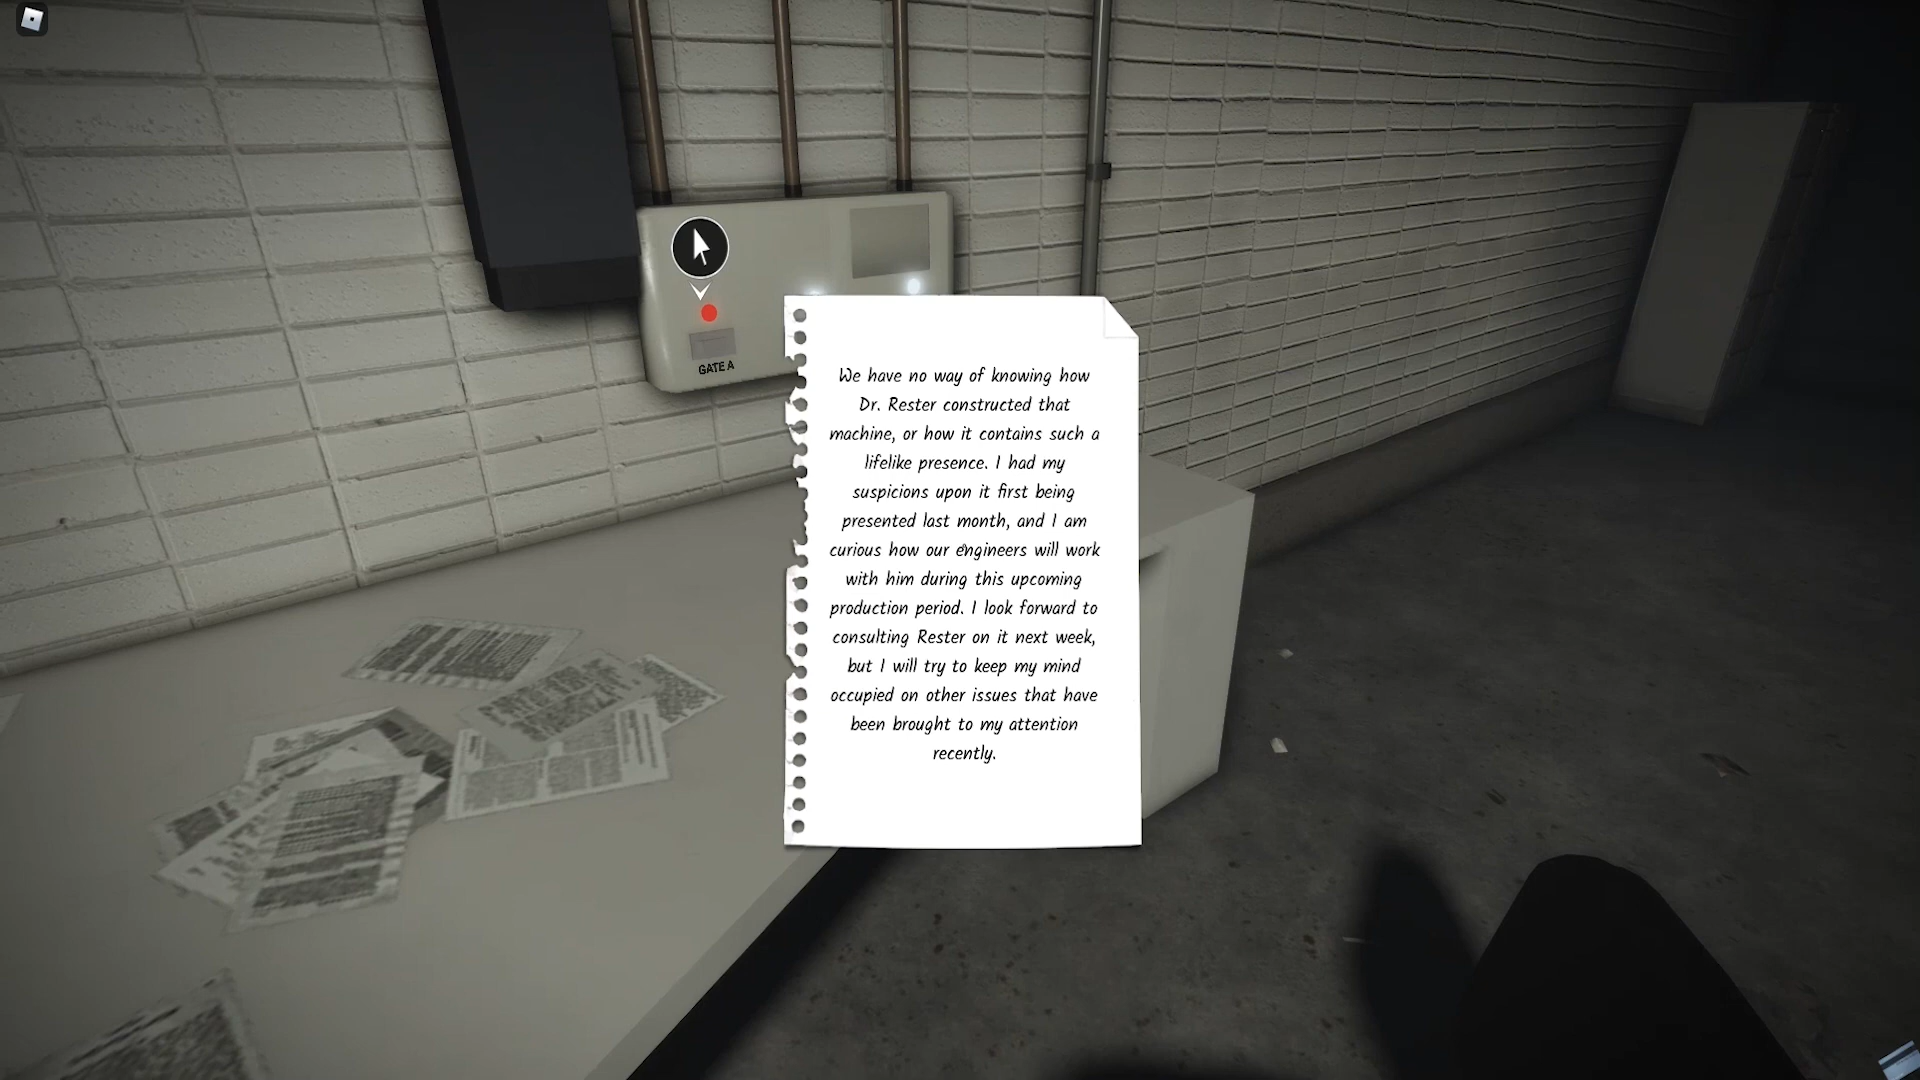 GATE A
We have no way of knowing how
Dr. Rester constructed that
machine, or how it contains such a
lifelike presence. I had my
suspicions upon it first being
presented last month, and I am
curious how our engineers will work
with him during this upcoming
production period. I look forward to
consulting Rester on it next week,
but I will try to keep my mind
occupied on other issues that have
been brought to my attention
recently.